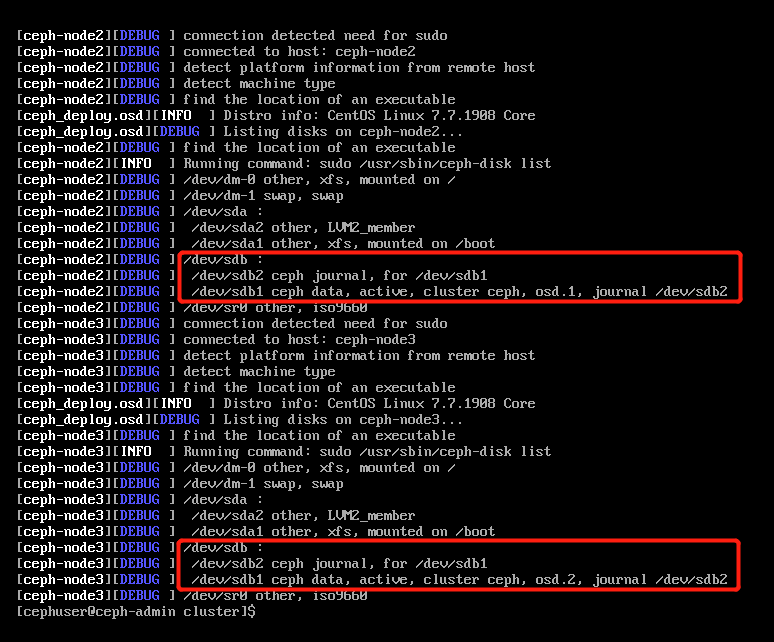 [ceph-node2][DEBUG ] connection detected need for sudo
[ceph-node2][DEBUG ] connected to host: ceph-node2
[ceph-node2][DEBUG ] detect platform information from remote host
[ceph-node2][DEBUG ] detect machine type
[ceph-node2][DEBUG ] find the location of an executable
[ceph_deploy.osd][INFO  ] Distro info: CentOS Linux 7.7.1908 Core
[ceph_deploy.osd][DEBUG ] Listing disks on ceph-node2...
[ceph-node2][DEBUG ] find the location of an executable
[ceph-node2][INFO  ] Running command: sudo /usr/sbin/ceph-disk list
[ceph-node2][DEBUG ] /dev/dm-0 other, xfs, mounted on /
[ceph-node2][DEBUG ] /dev/dm-1 swap, swap
[ceph-node2][DEBUG ] /dev/sda :
[ceph-node2][DEBUG ]  /dev/sda2 other, LVM2_member
[ceph-node2][DEBUG ]  /dev/sda1 other, xfs, mounted on /boot
[ceph-node2][DEBUG ] /dev/sdb :
[ceph-node2][DEBUG ]  /dev/sdb2 ceph journal, for /dev/sdb1
[ceph-node2][DEBUG ]  /dev/sdb1 ceph data, active, cluster ceph, osd.1, journal /dev/sdb2
[ceph-node2][DEBUG ] /dev/sr0 other, iso9660
[ceph-node3][DEBUG ] connection detected need for sudo
[ceph-node3][DEBUG ] connected to host: ceph-node3
[ceph-node3][DEBUG ] detect platform information from remote host
[ceph-node3][DEBUG ] detect machine type
[ceph-node3][DEBUG ] find the location of an executable
[ceph_deploy.osd][INFO  ] Distro info: CentOS Linux 7.7.1908 Core
[ceph_deploy.osd][DEBUG ] Listing disks on ceph-node3...
[ceph-node3][DEBUG ] find the location of an executable
[ceph-node3][INFO  ] Running command: sudo /usr/sbin/ceph-disk list
[ceph-node3][DEBUG ] /dev/dm-0 other, xfs, mounted on /
[ceph-node3][DEBUG ] /dev/dm-1 swap, swap
[ceph-node3][DEBUG ] /dev/sda :
[ceph-node3][DEBUG ]  /dev/sda2 other, LVM2_member
[ceph-node3][DEBUG ]  /dev/sda1 other, xfs, mounted on /boot
[ceph-node3][DEBUG ] /dev/sdb :
[ceph-node3][DEBUG ]  /dev/sdb2 ceph journal, for /dev/sdb1
[ceph-node3][DEBUG ]  /dev/sdb1 ceph data, active, cluster ceph, osd.2, journal /dev/sdb2
[ceph-node3][DEBUG ] /dev/sr0 other, iso9660
[cephuser@ceph-admin cluster]$